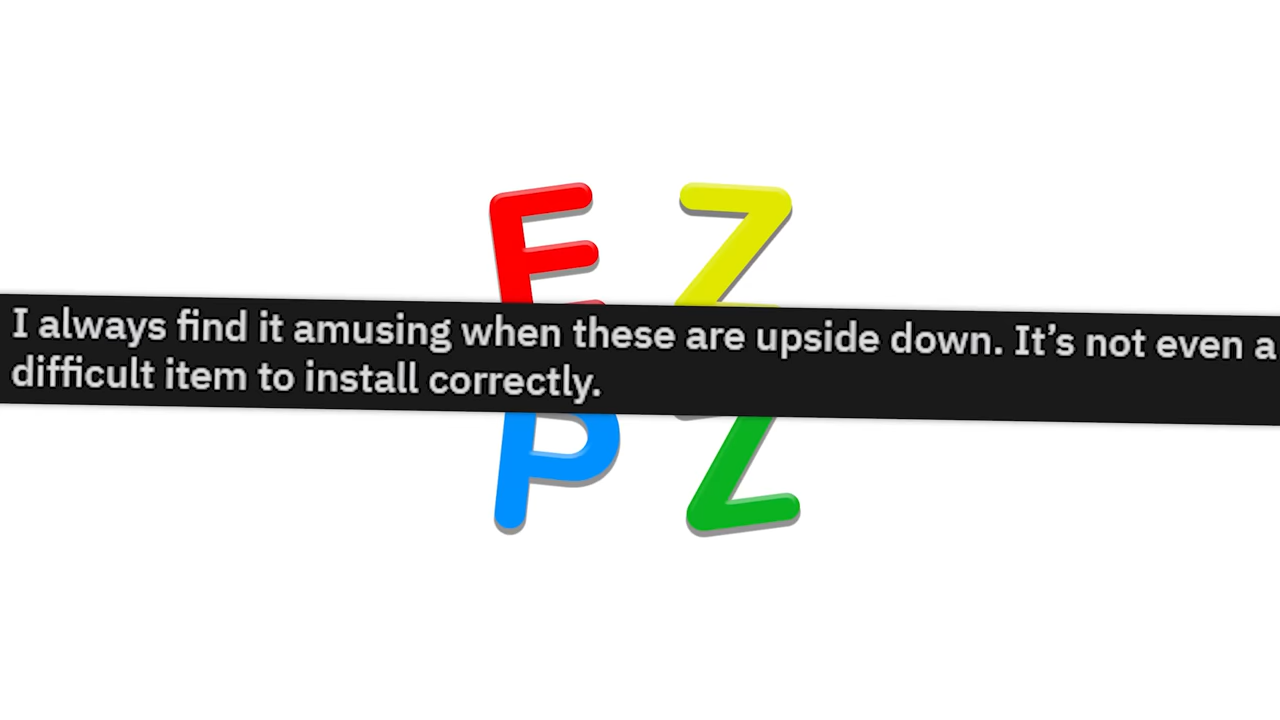 E Z
I always find it amusing when these are upside down. It’s not even a
difficult item to install correctly.
P Z